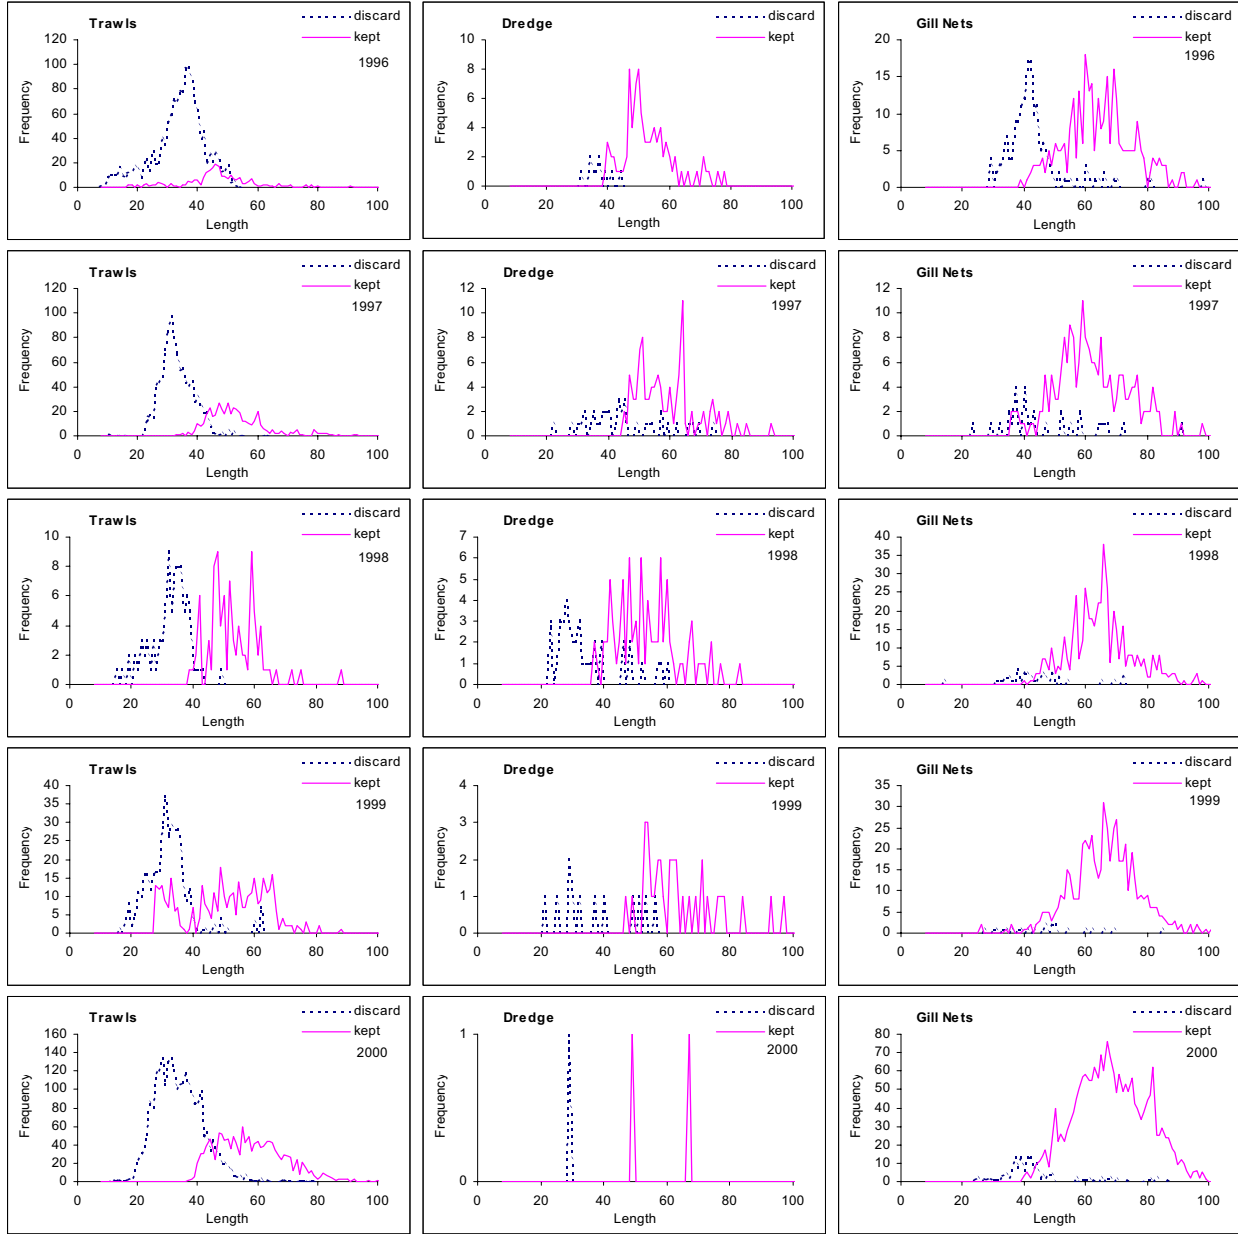 Trawls
discard
kept
1996
Frequency
120
100
80
60
40
20
0
0 20 40 60 80 100
Length
Dredge
discard
kept
1996
Frequency
10
8
6
4
2
0
0 20 40 60 80 100
Length
Gill Nets
discard
kept
1996
Frequency
20
15
10
5
0
0 20 40 60 80 100
Length
Trawls
discard
kept
1997
Frequency
120
100
80
60
40
20
0
0 20 40 60 80 100
Length
Dredge
discard
kept
1997
Frequency
12
10
8
6
4
2
0
0 20 40 60 80 100
Length
Gill Nets
discard
kept
1997
Frequency
12
10
8
6
4
2
0
0 20 40 60 80 100
Length
Trawls
discard
kept
1998
Frequency
10
8
6
4
2
0
0 20 40 60 80 100
Length
Dredge
discard
kept
1998
Frequency
7
6
5
4
3
2
1
0
0 20 40 60 80 100
Length
Gill Nets
discard
kept
1998
Frequency
40
35
30
25
20
15
10
5
0
0 20 40 60 80 100
Length
Trawls
discard
kept
1999
Frequency
40
35
30
25
20
15
10
5
0
0 20 40 60 80 100
Length
Dredge
discard
kept
1999
Frequency
4
3
2
1
0
0 20 40 60 80 100
Length
Gill Nets
discard
kept
1999
Frequency
35
30
25
20
15
10
5
0
0 20 40 60 80 100
Length
Trawls
discard
kept
2000
Frequency
160
140
120
100
80
60
40
20
0
0 20 40 60 80 100
Length
Dredge
discard
kept
2000
Frequency
1
0
0 20 40 60 80 100
Length
Gill Nets
discard
kept
2000
Frequency
80
70
60
50
40
30
20
10
0
0 20 40 60 80 100
Length